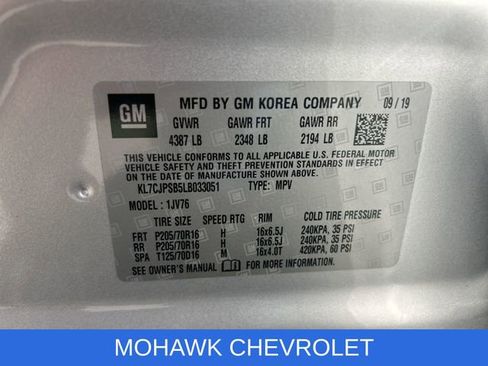 GM MFD BY GM KOREA COMPANY 09/19
GVWR GAWR FRT GAWR RR
4387 LB 2348 LB 2194 LB
THIS VEHICLE CONFORMS TO ALL APPLICABLE U.S. FEDERAL MOTOR
VEHICLE SAFETY, BUMPER, AND THEFT PREVENTION STANDARDS IN EFFECT
ON THE DATE OF MANUFACTURE SHOWN ABOVE.
KL7CJPSB5LB033051 TYPE: MPV
MODEL: 1JV76
TIRE SIZE SPEED RTG RIM COLD TIRE PRESSURE
FRT P205/70R16 H 16x6.5J 240KPA, 35 PSI
RR P205/70R16 H 16x6.5J 240KPA, 35 PSI
SPA T125/70D16 M 16x4.0T 420KPA, 60 PSI
SEE OWNER'S MANUAL FOR MORE INFORMATION.
MOHAWK CHEVROLET